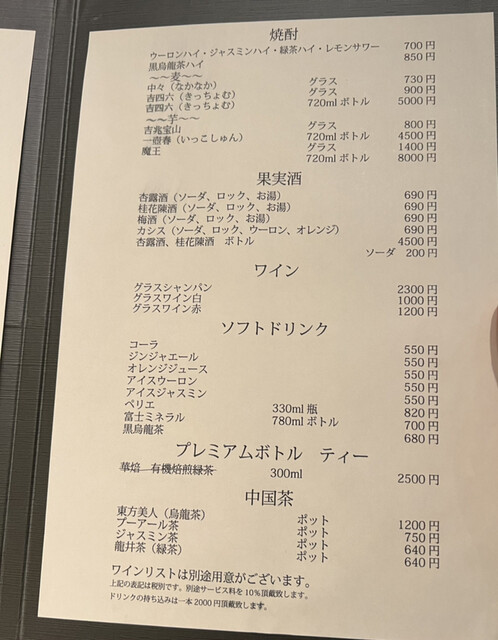 焼酎
ウーロンハイ・ジャスミンハイ・緑茶ハイ・レモンサワー 700円
黒烏龍茶ハイ 850円
〜〜麦〜〜
中々（なかなか） グラス 730円
吉四六（きっちょむ） グラス 900円
吉四六（きっちょむ） 720mlボトル 5000円
〜〜芋〜〜
吉兆宝山 グラス 800円
一壺春（いっこしゅん） 720mlボトル 4500円
魔王 グラス 1400円
720mlボトル 8000円
果実酒
杏露酒（ソーダ、ロック、お湯） 690円
桂花陳酒（ソーダ、ロック、お湯） 690円
梅酒（ソーダ、ロック、お湯） 690円
カシス（ソーダ、ロック、ウーロン、オレンジ） 690円
杏露酒、桂花陳酒 ボトル 4500円
ソーダ 200円
ワイン
グラスシャンパン 2300円
グラスワイン白 1000円
グラスワイン赤 1200円
ソフトドリンク
コーラ 550円
ジンジャエール 550円
オレンジジュース 550円
アイスウーロン 550円
アイスジャスミン 550円
ペリエ 330ml瓶 820円
富士ミネラル 780mlボトル 700円
黒烏龍茶 680円
プレミアムボトル ティー
華焙 有機焙煎緑茶 300ml 2500円
中国茶
東方美人（烏龍茶） ポット 1200円
プーアール茶 ポット 750円
ジャスミン茶 ポット 640円
龍井茶（緑茶） ポット 640円
ワインリストは別途用意がございます。
上記の表記は税別です。別途サービス料を10％頂戴致します。
ドリンクの持ち込みは一本2000円頂戴致します。